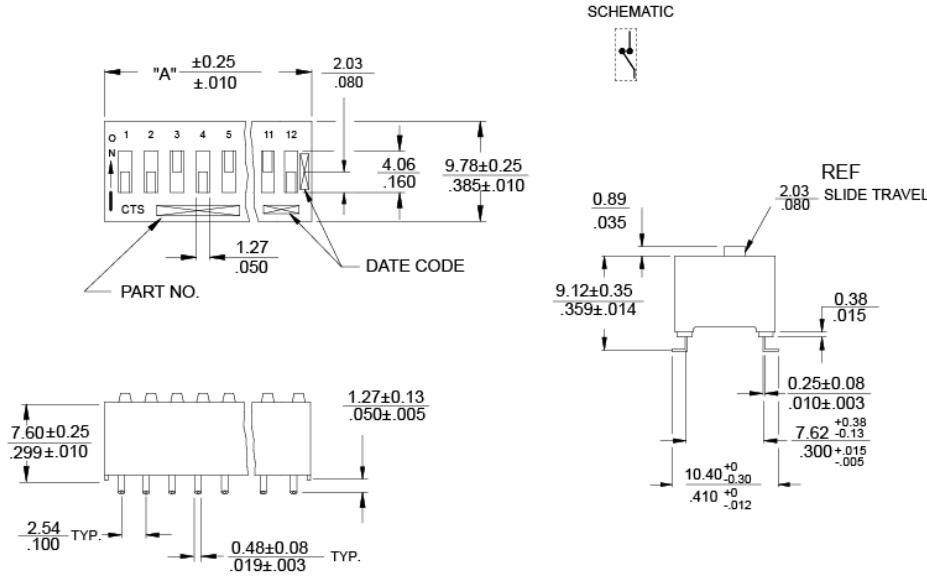 SCHEMATIC
"A" ±0.25
±.010
2.03
.080
O
N
1 2 3 4 5 11 12
CTS
4.06
.160
9.78±0.25
.385±.010
1.27
.050
DATE CODE
PART NO.
REF
2.03
.080
SLIDE TRAVEL
0.89
.035
9.12±0.35
.359±.014
0.38
.015
0.25±0.08
.010±.003
7.62 +0.38
-0.13
.300 +.015
-.005
10.40 +0
-0.30
.410 +0
-.012
1.27±0.13
.050±.005
7.60±0.25
.299±.010
2.54
.100
TYP.
0.48±0.08
.019±.003
TYP.